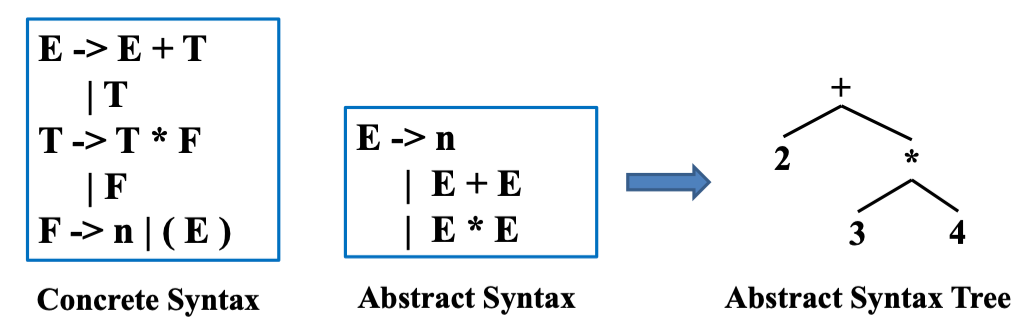 E -> E + T
| T
T -> T * F
| F
F -> n | ( E )
Concrete Syntax
E -> n
| E + E
| E * E
Abstract Syntax
+
2 *
3 4
Abstract Syntax Tree